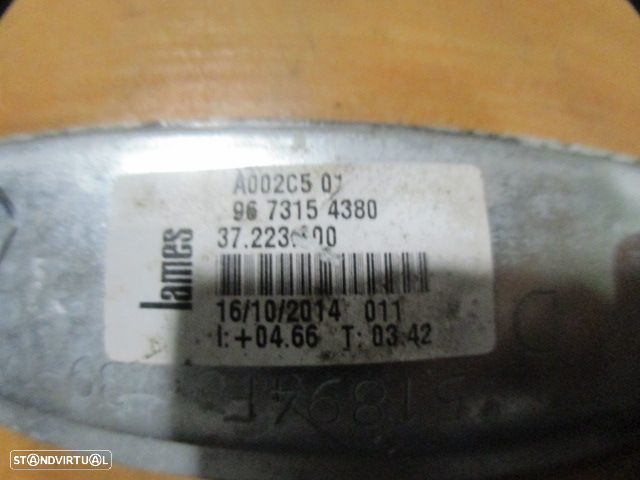 A002C5 01
96 7315 4380
lames
16/10/2014 011
I: +04.66 T: 03.42
STANDVIRTUAL